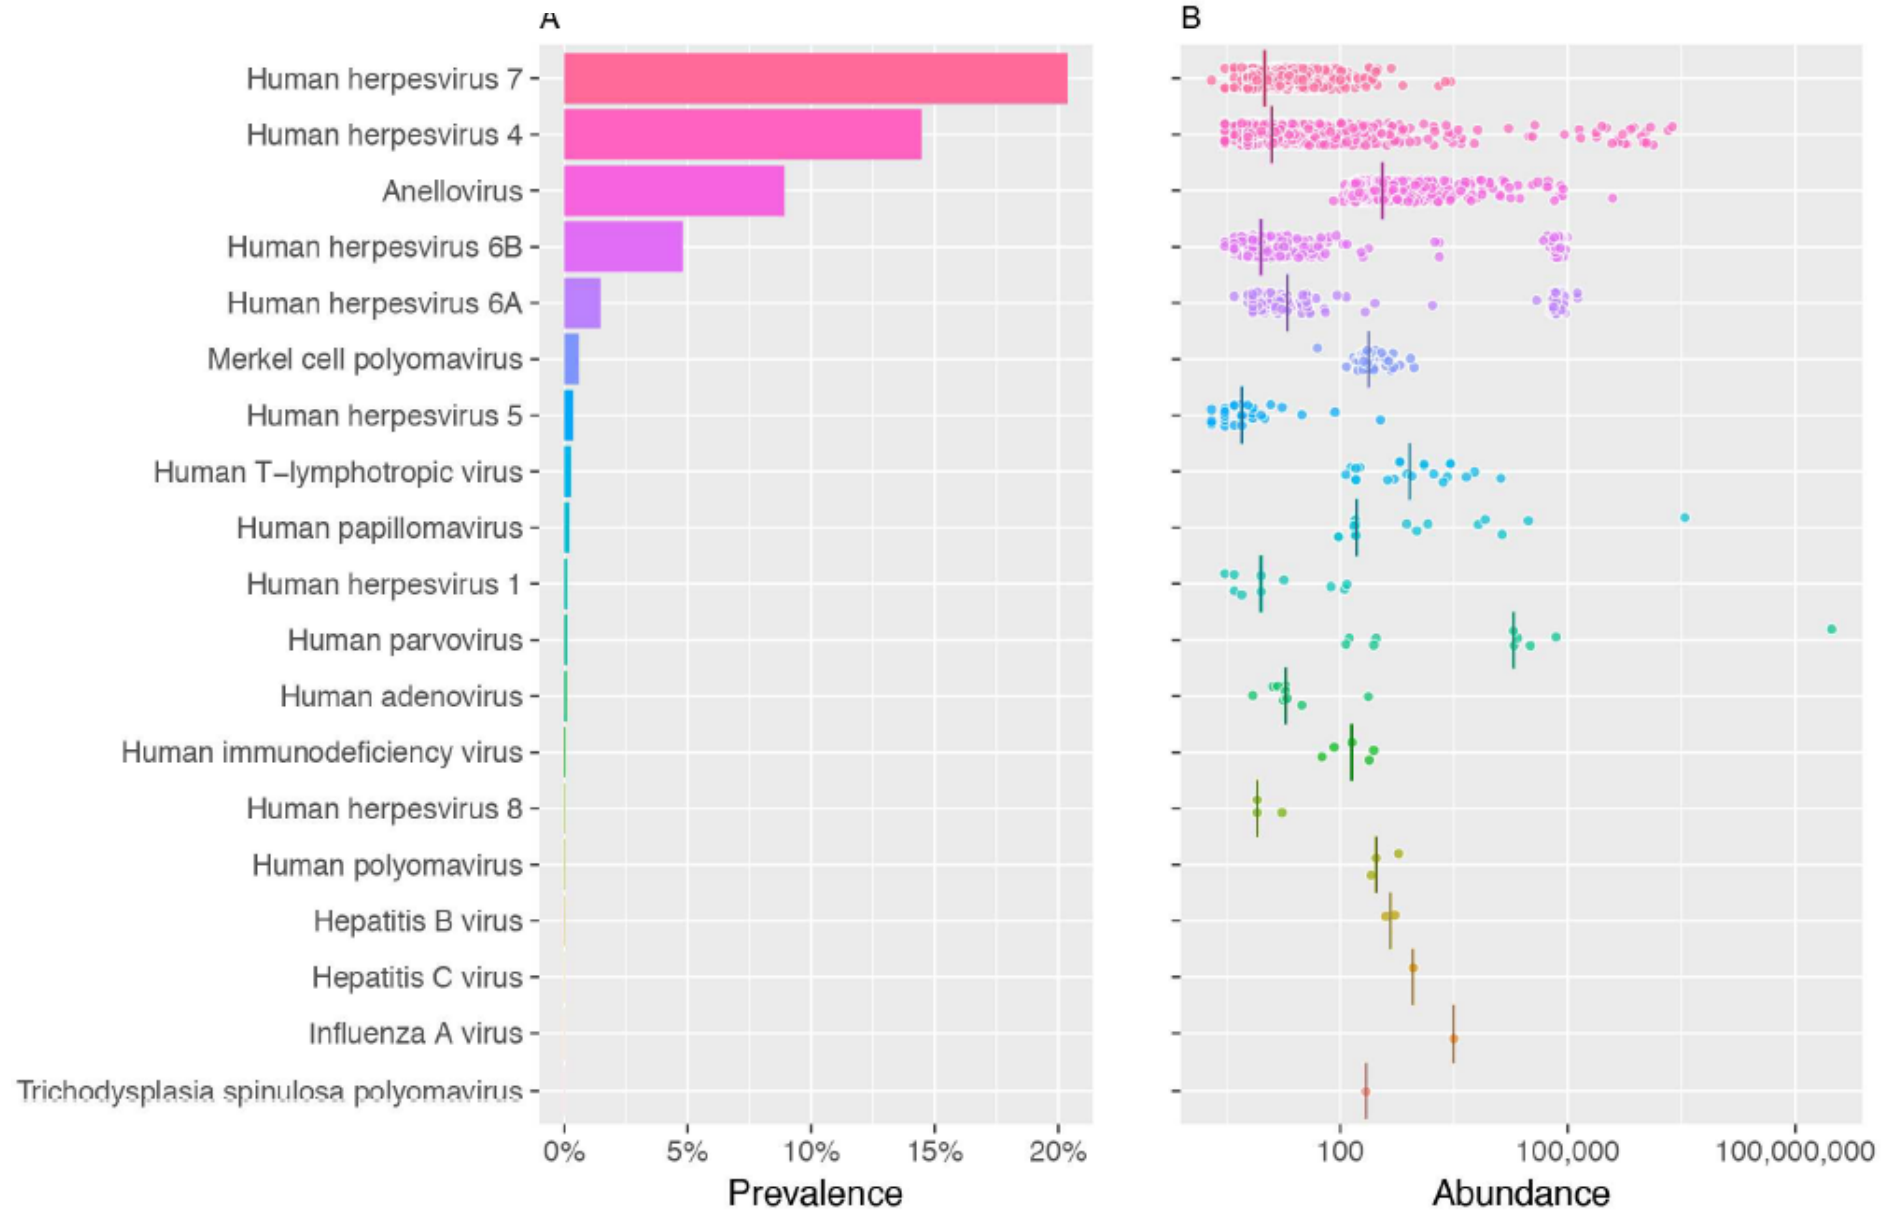 A
B
Human herpesvirus 7
Human herpesvirus 4
Anellovirus
Human herpesvirus 6B
Human herpesvirus 6A
Merkel cell polyomavirus
Human herpesvirus 5
Human T−lymphotropic virus
Human papillomavirus
Human herpesvirus 1
Human parvovirus
Human adenovirus
Human immunodeficiency virus
Human herpesvirus 8
Human polyomavirus
Hepatitis B virus
Hepatitis C virus
Influenza A virus
Trichodysplasia spinulosa polyomavirus
0% 5% 10% 15% 20%
Prevalence
100 100,000 100,000,000
Abundance